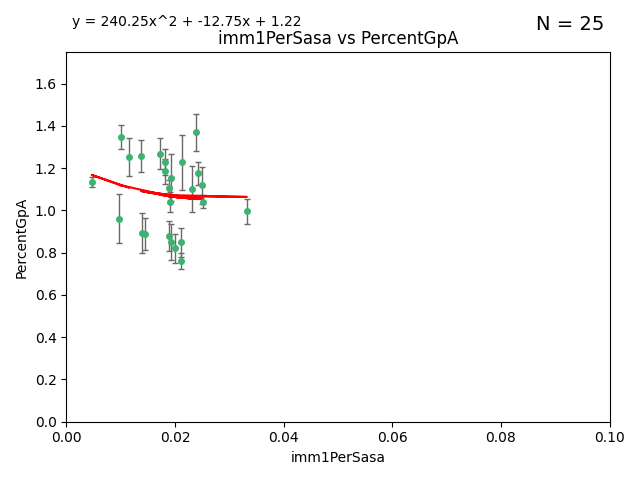 y = 240.25x^2 + -12.75x + 1.22
N = 25
imm1PerSasa vs PercentGpA
PercentGpA
1.6
1.4
1.2
1.0
0.8
0.6
0.4
0.2
0.0
0.00 0.02 0.04 0.06 0.08 0.10
imm1PerSasa